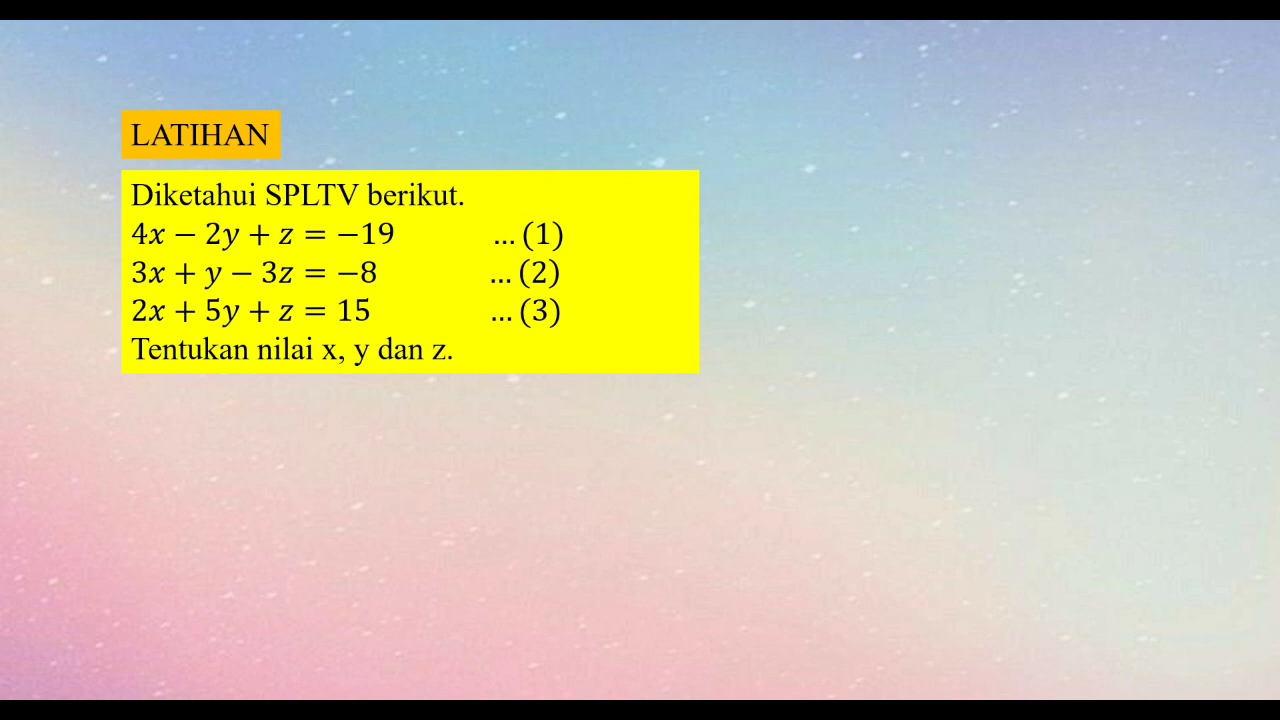 LATIHAN
Diketahui SPLTV berikut.
4x − 2y + z = −19 … (1)
3x + y − 3z = −8 … (2)
2x + 5y + z = 15 … (3)
Tentukan nilai x, y dan z.